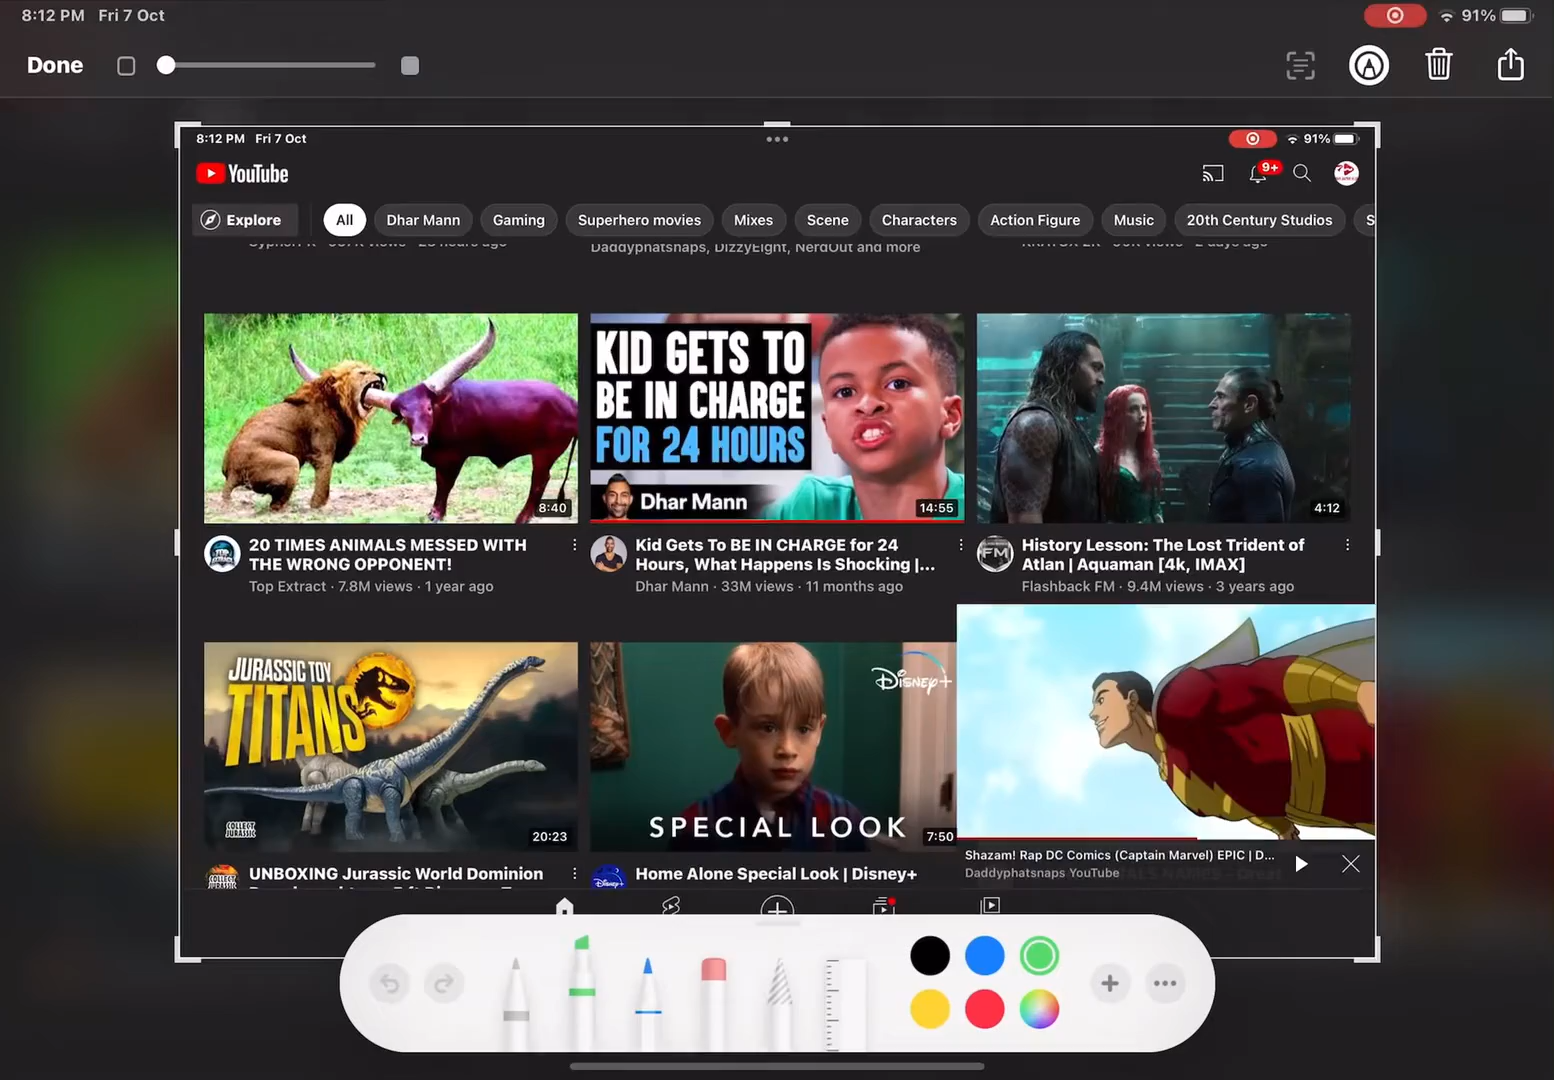 8:12 PM Fri 7 Oct
91%
Done
8:12 PM Fri 7 Oct
91%
YouTube
9+
Explore
All
Dhar Mann
Gaming
Superhero movies
Mixes
Scene
Characters
Action Figure
Music
20th Century Studios
S
Daddyphatsnaps, DizzyEight, NerdOut and more
8:40
KID GETS TO
BE IN CHARGE
FOR 24 HOURS
Dhar Mann
14:55
4:12
20 TIMES ANIMALS MESSED WITH
THE WRONG OPPONENT!
Top Extract · 7.8M views · 1 year ago
Kid Gets To BE IN CHARGE for 24
Hours, What Happens Is Shocking |...
Dhar Mann · 33M views · 11 months ago
FM
History Lesson: The Lost Trident of
Atlan | Aquaman [4k, IMAX]
Flashback FM · 9.4M views · 3 years ago
JURASSIC TOY
TITANS
COLLECT
JURASSIC
20:23
Disney+
SPECIAL LOOK
7:50
Shazam! Rap DC Comics (Captain Marvel) EPIC | D...
Daddyphatsnaps YouTube
UNBOXING Jurassic World Dominion
Home Alone Special Look | Disney+